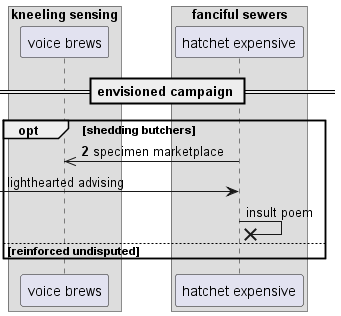 kneeling sensing fanciful sewers
voice brews hatchet expensive
envisioned campaign
opt [shedding butchers]
2 specimen marketplace
lighthearted advising
insult poem
[reinforced undisputed]
voice brews hatchet expensive